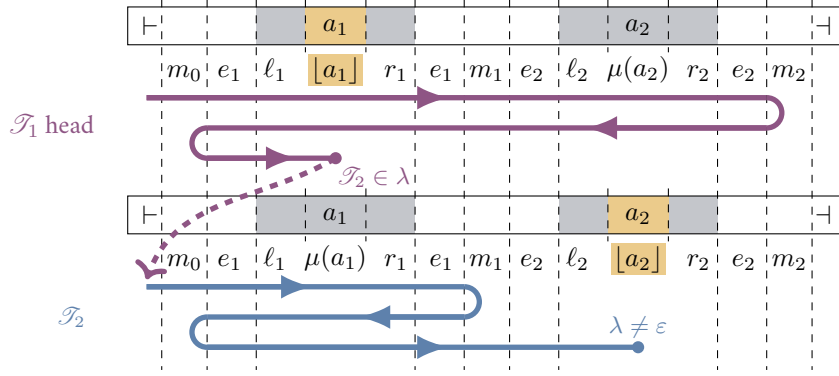 ⊢ a₁ a₂ ⊣
m₀ e₁ ℓ₁ ⌊a₁⌋ r₁ e₁ m₁ e₂ ℓ₂ μ(a₂) r₂ e₂ m₂
𝒯₁ head
𝒯₂ ∈ λ
⊢ a₁ a₂ ⊣
m₀ e₁ ℓ₁ μ(a₁) r₁ e₁ m₁ e₂ ℓ₂ ⌊a₂⌋ r₂ e₂ m₂
𝒯₂
λ ≠ ε